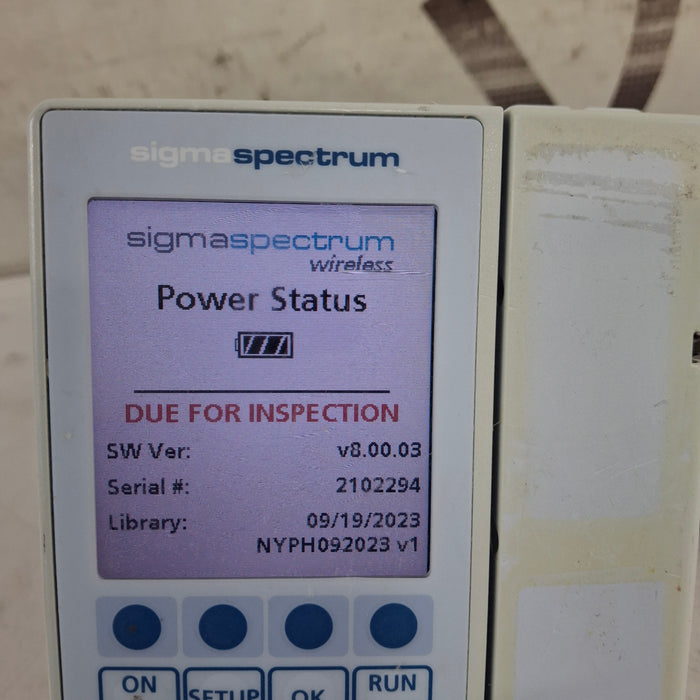 sigmaspectrum
sigmaspectrum
wireless
Power Status
DUE FOR INSPECTION
SW Ver: v8.00.03
Serial #: 2102294
Library: 09/19/2023
NYPH092023 v1
ON SETUP OK RUN